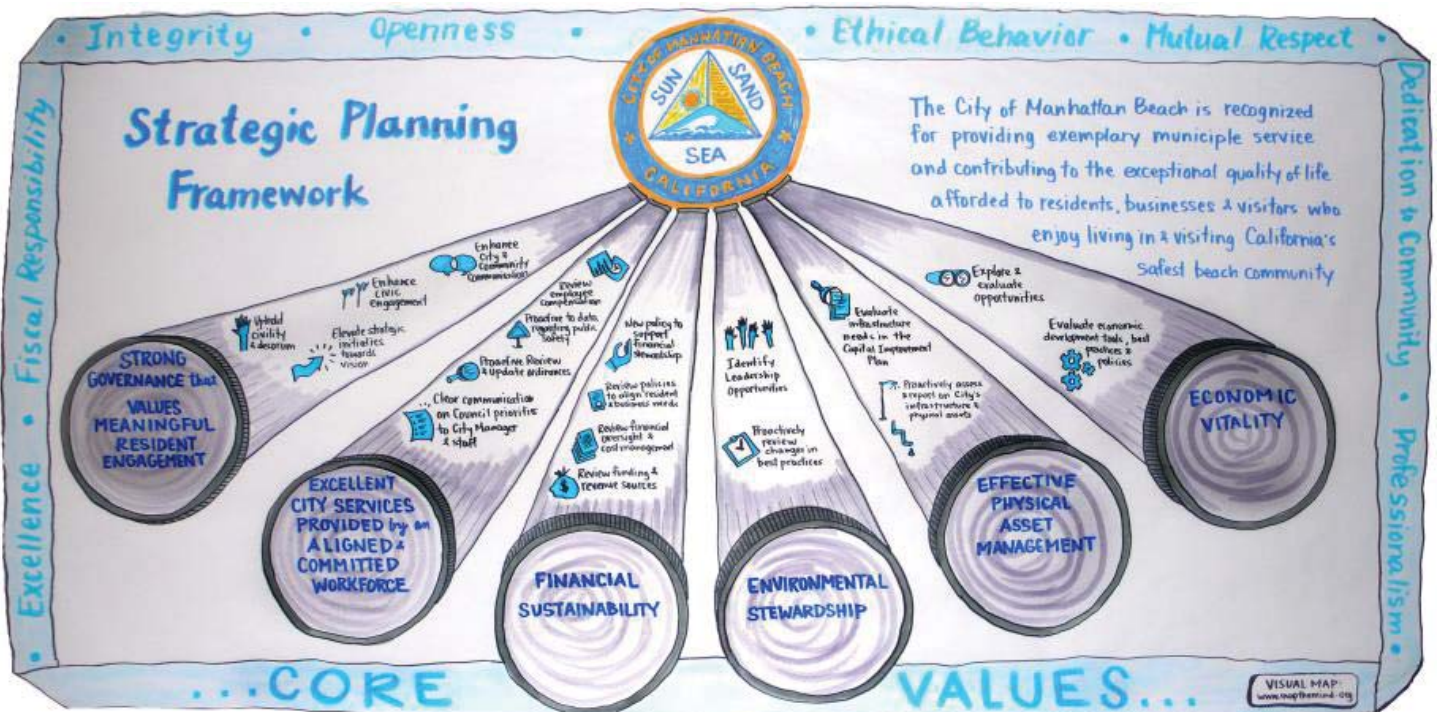 • Integrity • Openness • • Ethical Behavior • Mutual Respect •
• Excellence • Fiscal Responsibility
Dedication to Community • Professionalism •
Strategic Planning
Framework
CITY OF MANHATTAN BEACH
CALIFORNIA
SUN
SAND
SEA
The City of Manhattan Beach is recognized
for providing exemplary municiple service
and contributing to the exceptional quality of life
afforded to residents, businesses & visitors who
enjoy living in & visiting California's
safest beach community
Enhance
City &
Community
Communication
Enhance
Civic
Engagement
Uphold
civility
& decorum
Elevate strategic
initiatives
towards
vision
STRONG
GOVERNANCE that
VALUES
MEANINGFUL
RESIDENT
ENGAGEMENT
Review
employee
compensation
Proactive to data
regarding public
safety
Proactive Review
& update ordinances
Clear communication
on Council priorities
to City Manager
& staff
EXCELLENT
CITY SERVICES
PROVIDED by an
ALIGNED &
COMMITTED
WORKFORCE
New policy to
support
financial
stewardship
Review policies
to align resident
& business needs
Review financial
oversight &
cost management
Review funding &
revenue sources
FINANCIAL
SUSTAINABILITY
Identify
Leadership
Opportunities
Proactively
review
changes in
best practices
ENVIRONMENTAL
STEWARDSHIP
Evaluate
infrastructure
needs in the
Capital Improvement
Plan
Proactively assess
& report on City's
infrastructure &
physical assets
EFFECTIVE
PHYSICAL
ASSET
MANAGEMENT
Explore &
evaluate
opportunities
Evaluate economic
development tools, best
practices &
policies
ECONOMIC
VITALITY
...CORE VALUES...
VISUAL MAP:
www.mapthemind.org